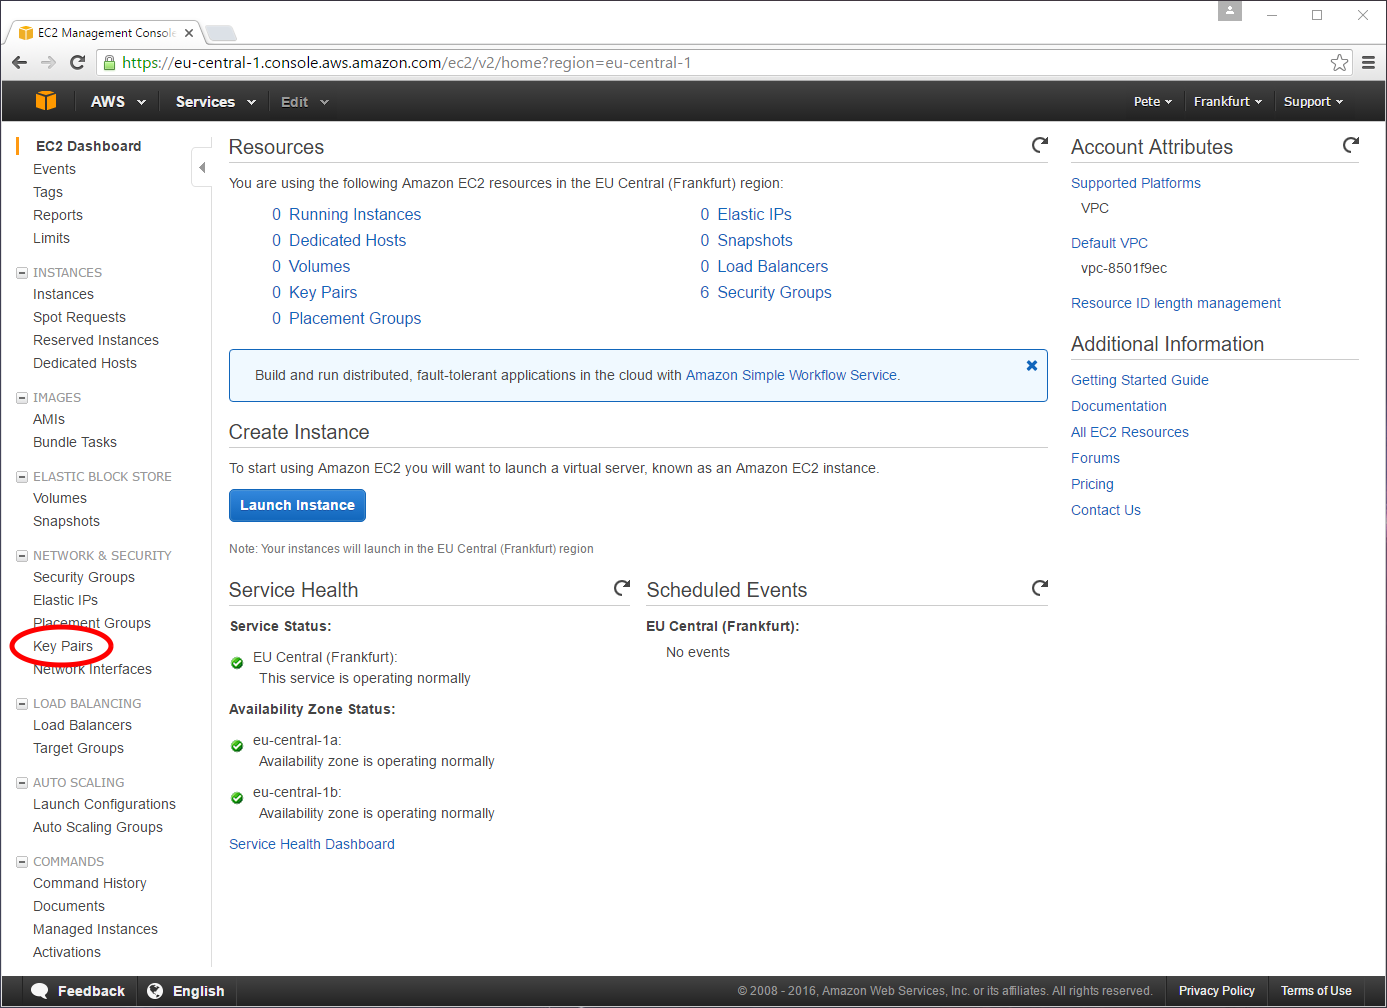 EC2 Management Console
https://eu-central-1.console.aws.amazon.com/ec2/v2/home?region=eu-central-1
AWS Services Edit Pete Frankfurt Support
EC2 Dashboard
Events
Tags
Reports
Limits
INSTANCES
Instances
Spot Requests
Reserved Instances
Dedicated Hosts
IMAGES
AMIs
Bundle Tasks
ELASTIC BLOCK STORE
Volumes
Snapshots
NETWORK & SECURITY
Security Groups
Elastic IPs
Placement Groups
Key Pairs
Network Interfaces
LOAD BALANCING
Load Balancers
Target Groups
AUTO SCALING
Launch Configurations
Auto Scaling Groups
COMMANDS
Command History
Documents
Managed Instances
Activations
Resources
You are using the following Amazon EC2 resources in the EU Central (Frankfurt) region:
0 Running Instances
0 Dedicated Hosts
0 Volumes
0 Key Pairs
0 Placement Groups
0 Elastic IPs
0 Snapshots
0 Load Balancers
6 Security Groups
Build and run distributed, fault-tolerant applications in the cloud with Amazon Simple Workflow Service.
Create Instance
To start using Amazon EC2 you will want to launch a virtual server, known as an Amazon EC2 instance.
Launch Instance
Note: Your instances will launch in the EU Central (Frankfurt) region
Service Health
Service Status:
EU Central (Frankfurt):
This service is operating normally
Availability Zone Status:
eu-central-1a:
Availability zone is operating normally
eu-central-1b:
Availability zone is operating normally
Service Health Dashboard
Scheduled Events
EU Central (Frankfurt):
No events
Account Attributes
Supported Platforms
VPC
Default VPC
vpc-8501f9ec
Resource ID length management
Additional Information
Getting Started Guide
Documentation
All EC2 Resources
Forums
Pricing
Contact Us
Feedback English © 2008 - 2016, Amazon Web Services, Inc. or its affiliates. All rights reserved. Privacy Policy Terms of Use